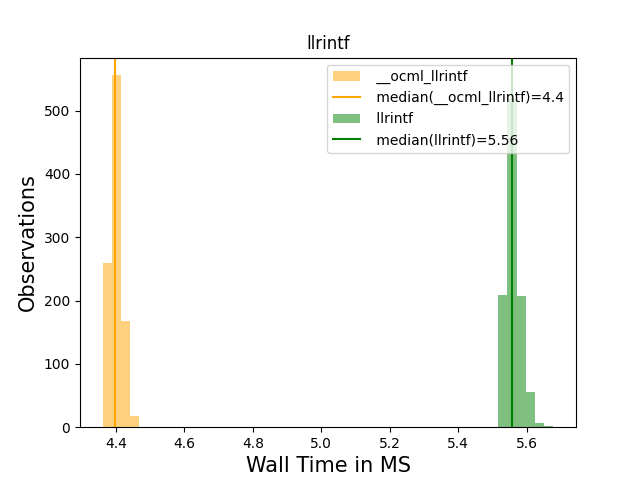 llrintf
__ocml_llrintf
median(__ocml_llrintf)=4.4
llrintf
median(llrintf)=5.56
Observations
500
400
300
200
100
0
4.4 4.6 4.8 5.0 5.2 5.4 5.6
Wall Time in MS